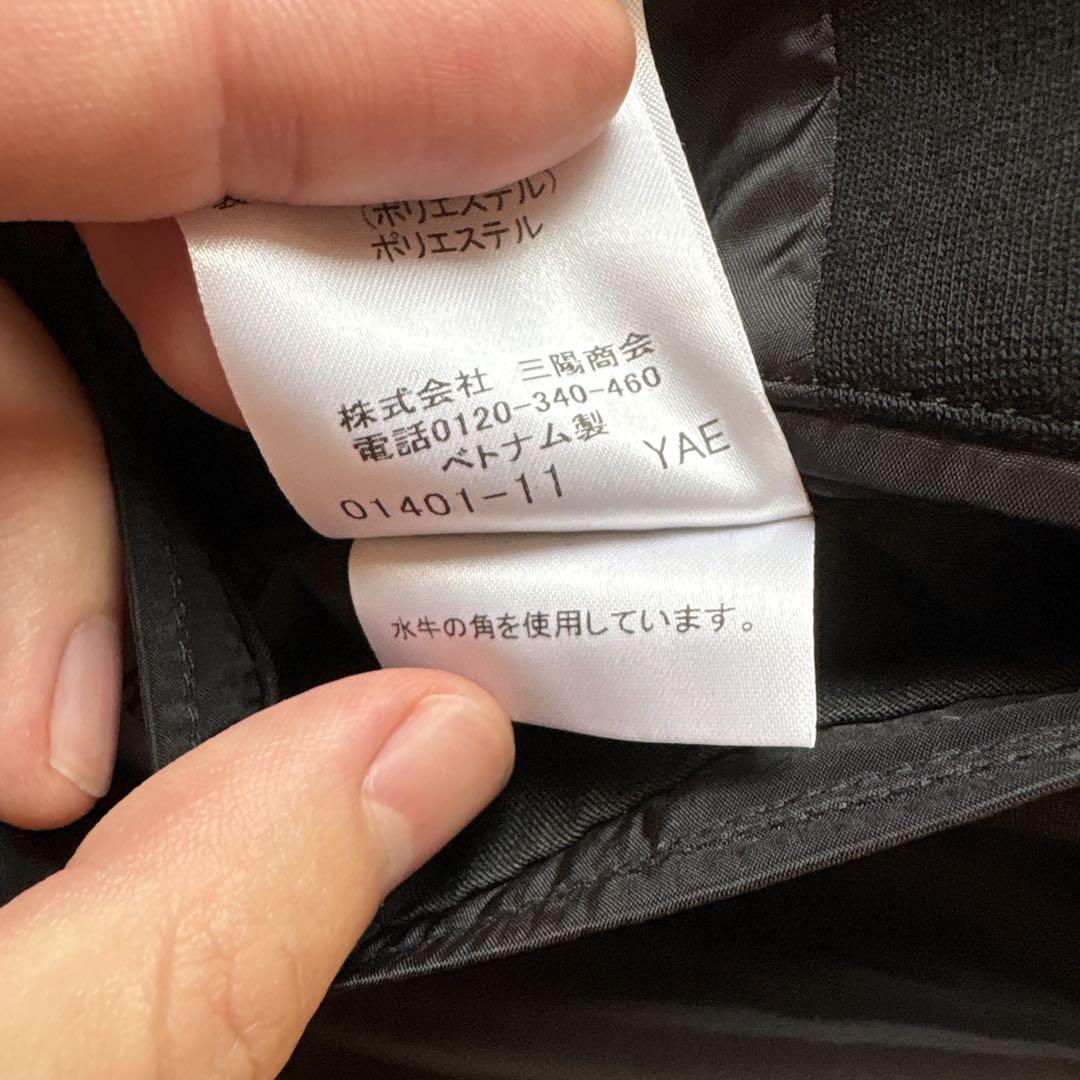 (ポリエステル)
ポリエステル
株式会社 三陽商会
電話0120-340-460
ベトナム製
01401-11 YAE
水牛の角を使用しています。